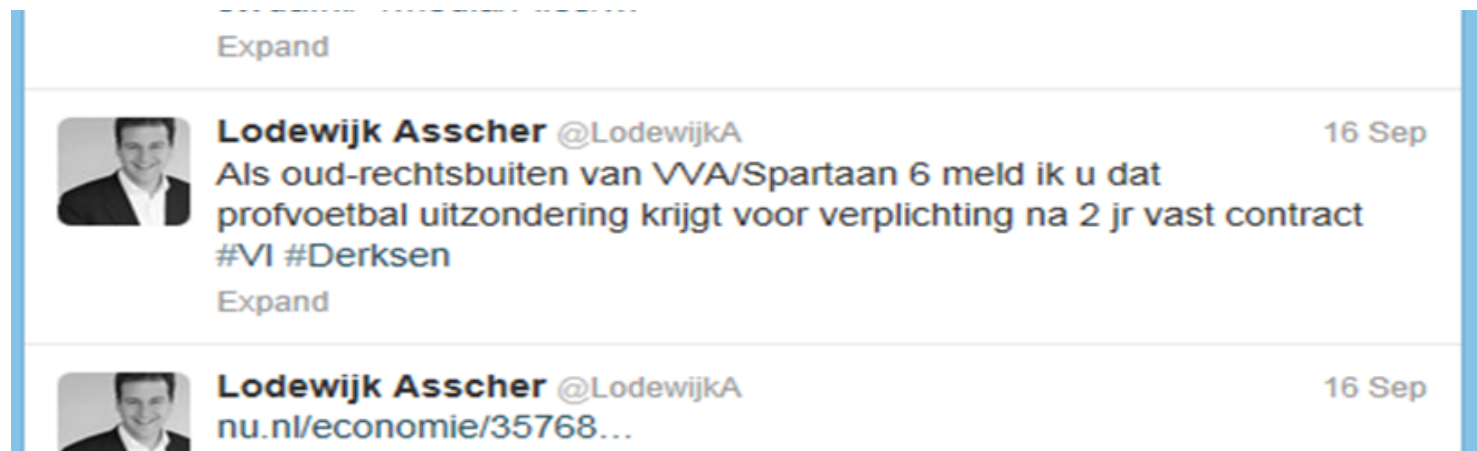 Expand
Lodewijk Asscher @LodewijkA 16 Sep
Als oud-rechtsbuiten van VVA/Spartaan 6 meld ik u dat
profvoetbal uitzondering krijgt voor verplichting na 2 jr vast contract
#VI #Derksen
Expand
Lodewijk Asscher @LodewijkA 16 Sep
nu.nl/economie/35768...